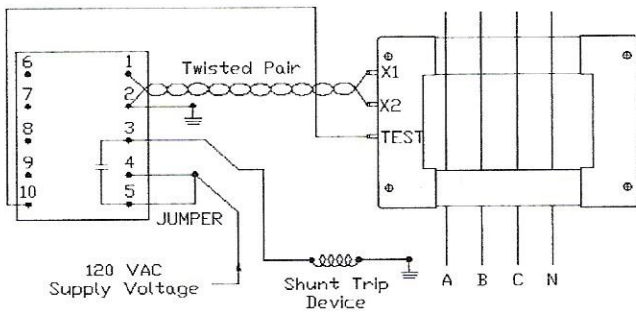 6 1
7 2
8 3
9 4
10 5
Twisted Pair
X1
X2
TEST
JUMPER
120 VAC
Supply Voltage
Shunt Trip
Device
A B C N